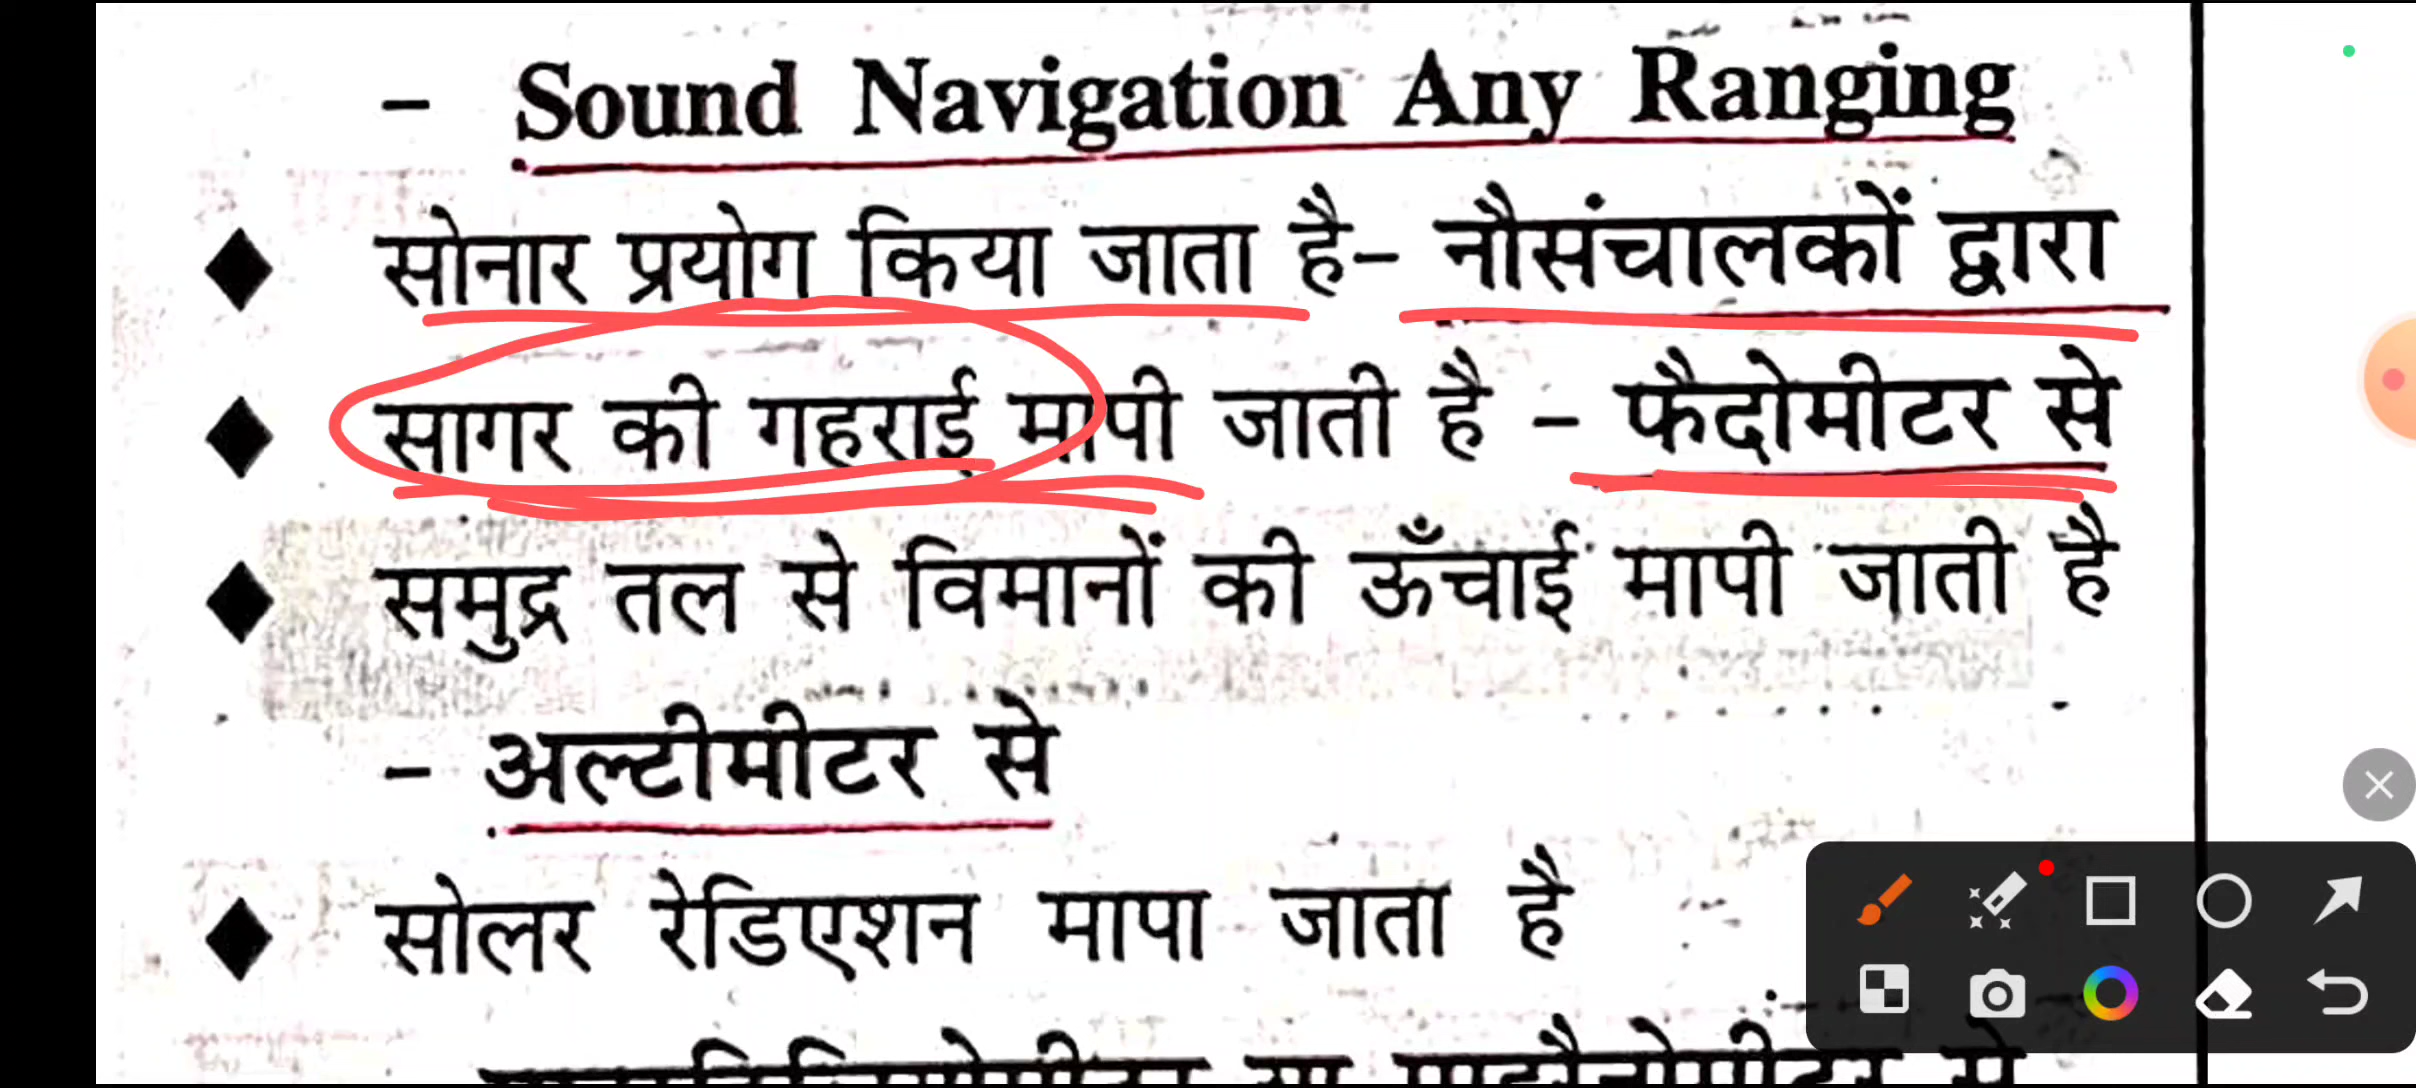 – Sound Navigation Any Ranging
◆ सोनार प्रयोग किया जाता है– नौसंचालकों द्वारा
◆ सागर की गहराई मापी जाती है – फैदोमीटर से
◆ समुद्र तल से विमानों की ऊँचाई मापी जाती है
– अल्टीमीटर से
◆ सोलर रेडिएशन मापा जाता है
या से